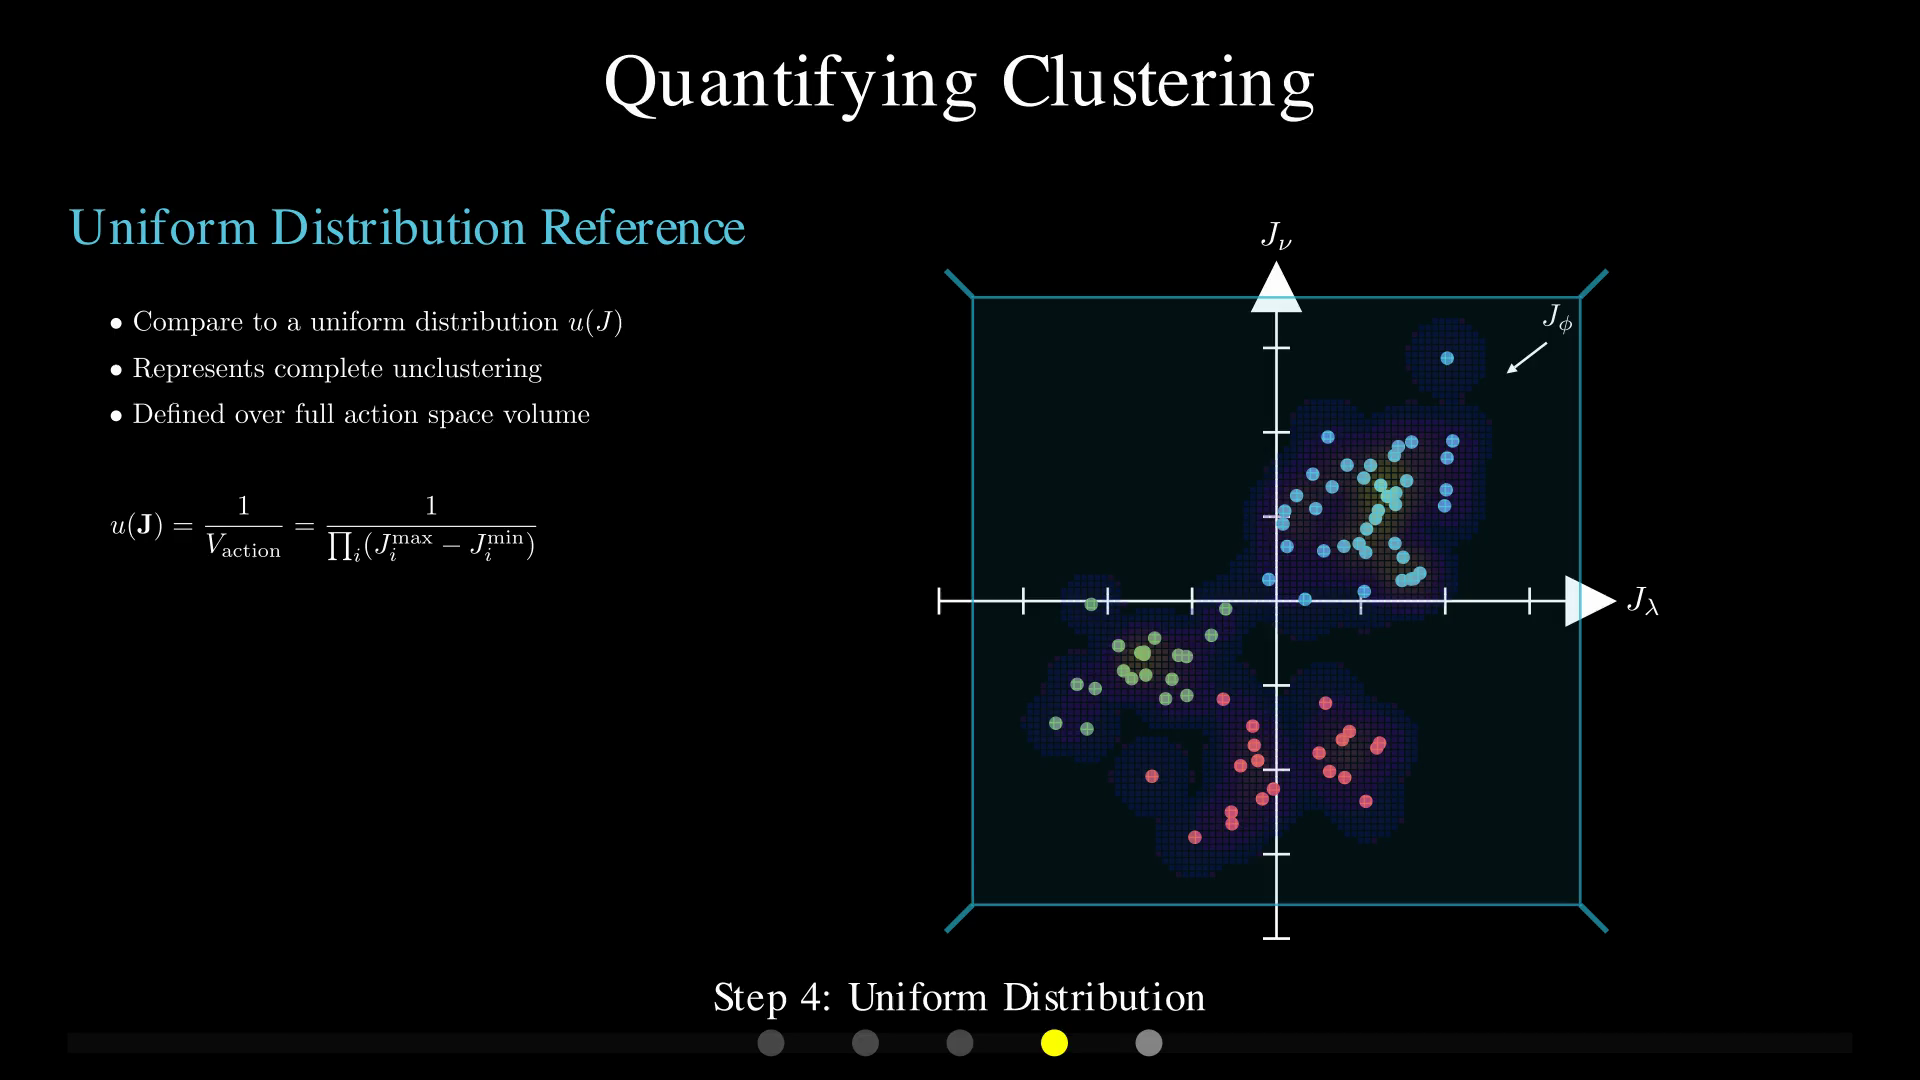 Quantifying Clustering
Uniform Distribution Reference
• Compare to a uniform distribution u(J)
• Represents complete unclustering
• Defined over full action space volume
u(𝐉) = 1/V_action = 1/∏_i(J_i^max − J_i^min)
J_ν
J_ϕ
J_λ
Step 4: Uniform Distribution